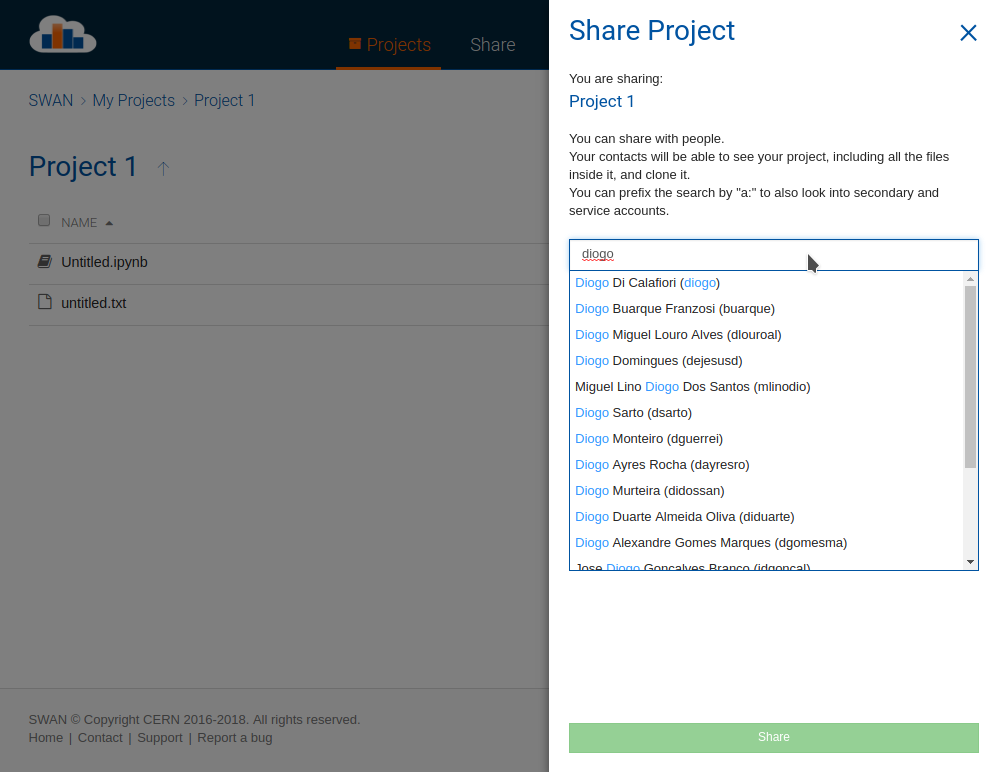 Projects
Share
SWAN > My Projects > Project 1
Project 1
NAME
Untitled.ipynb
untitled.txt
SWAN © Copyright CERN 2016-2018. All rights reserved.
Home | Contact | Support | Report a bug
Share Project
You are sharing:
Project 1
You can share with people.
Your contacts will be able to see your project, including all the files
inside it, and clone it.
You can prefix the search by "a:" to also look into secondary and
service accounts.
diogo
Diogo Di Calafiori (diogo)
Diogo Buarque Franzosi (buarque)
Diogo Miguel Louro Alves (dlouroal)
Diogo Domingues (dejesusd)
Miguel Lino Diogo Dos Santos (mlinodio)
Diogo Sarto (dsarto)
Diogo Monteiro (dguerrei)
Diogo Ayres Rocha (dayresro)
Diogo Murteira (didossan)
Diogo Duarte Almeida Oliva (diduarte)
Diogo Alexandre Gomes Marques (dgomesma)
Jose Diogo Goncalves Branco (jdgoncal)
Share